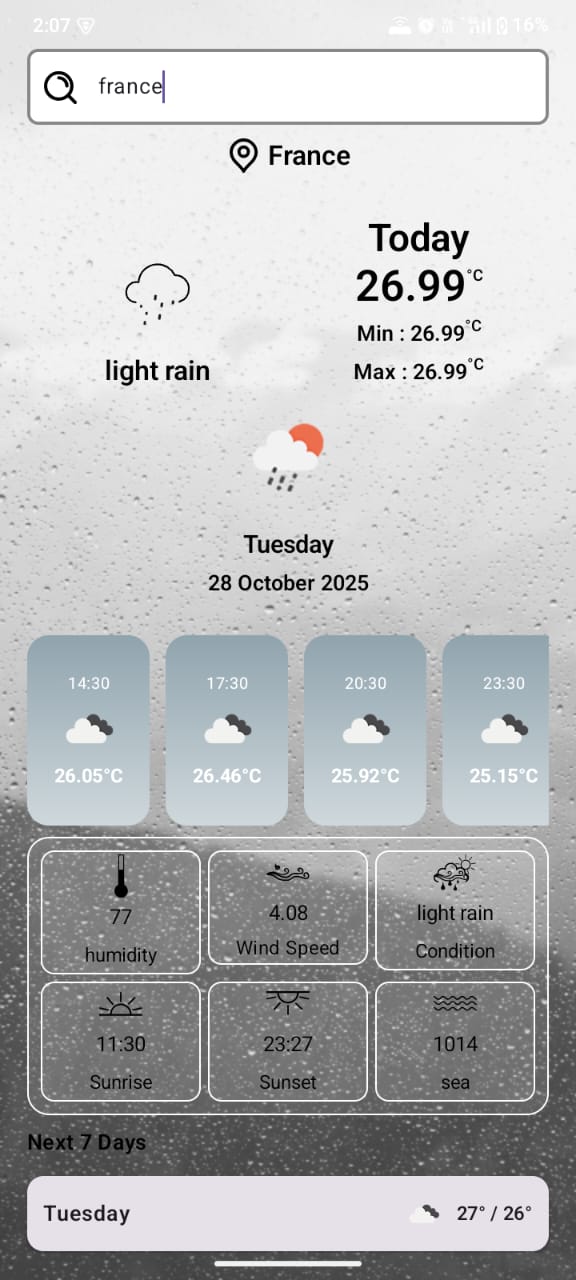 2:07 16%
france
France
Today
26.99°C
Min : 26.99°C
Max : 26.99°C
light rain
Tuesday
28 October 2025
14:30 17:30 20:30 23:30
26.05°C 26.46°C 25.92°C 25.15°C
77 4.08 light rain
humidity Wind Speed Condition
11:30 23:27 1014
Sunrise Sunset sea
Next 7 Days
Tuesday 27° / 26°